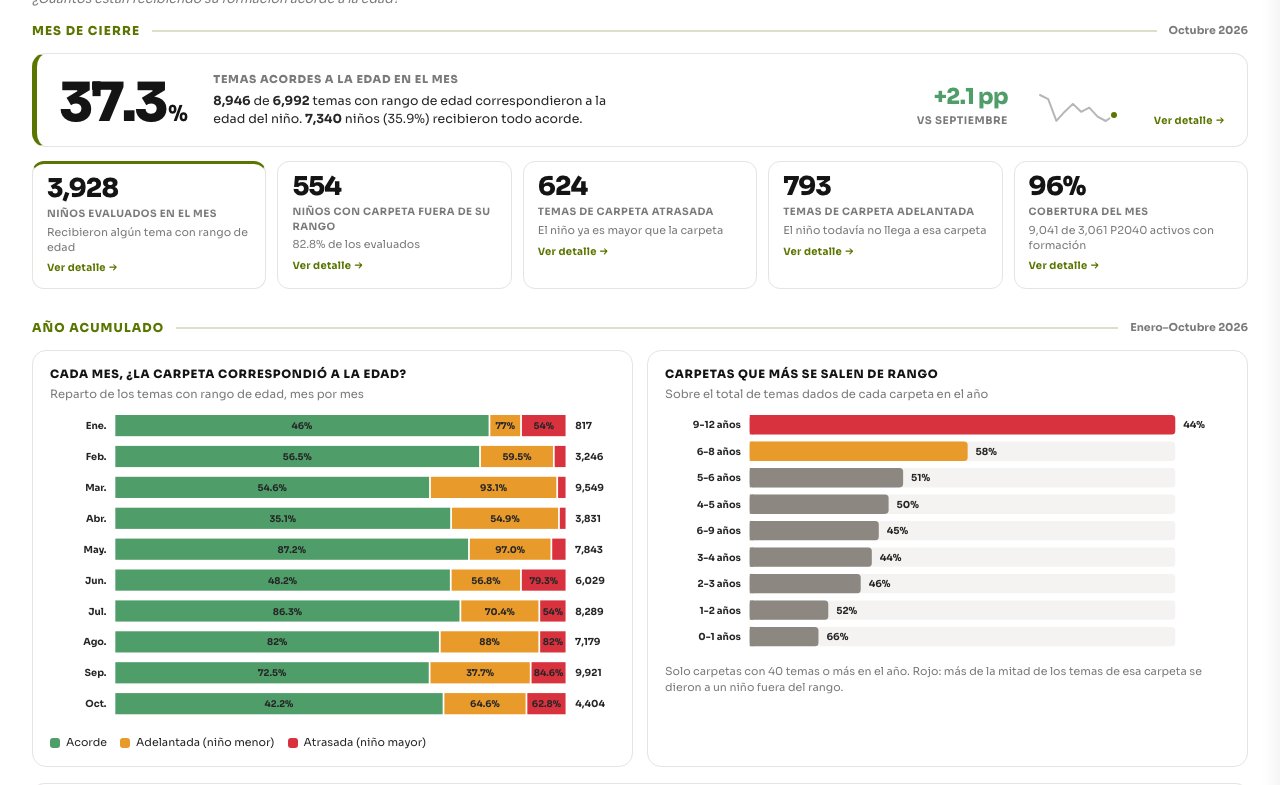 ¿Cuántos están recibiendo su formación acorde a la edad?
MES DE CIERRE
Octubre 2026
37.3%
TEMAS ACORDES A LA EDAD EN EL MES
8,946 de 6,992 temas con rango de edad correspondieron a la
edad del niño. 7,340 niños (35.9%) recibieron todo acorde.
+2.1 pp
VS SEPTIEMBRE
Ver detalle →
3,928
NIÑOS EVALUADOS EN EL MES
Recibieron algún tema con rango de
edad
Ver detalle →
554
NIÑOS CON CARPETA FUERA DE SU
RANGO
82.8% de los evaluados
Ver detalle →
624
TEMAS DE CARPETA ATRASADA
El niño ya es mayor que la carpeta
Ver detalle →
793
TEMAS DE CARPETA ADELANTADA
El niño todavía no llega a esa carpeta
Ver detalle →
96%
COBERTURA DEL MES
9,041 de 3,061 P2040 activos con
formación
Ver detalle →
AÑO ACUMULADO
Enero–Octubre 2026
CADA MES, ¿LA CARPETA CORRESPONDIÓ A LA EDAD?
Reparto de los temas con rango de edad, mes por mes
Ene. 46% 77% 54% 817
Feb. 56.5% 59.5% 3,246
Mar. 54.6% 93.1% 9,549
Abr. 35.1% 54.9% 3,831
May. 87.2% 97.0% 7,843
Jun. 48.2% 56.8% 79.3% 6,029
Jul. 86.3% 70.4% 54% 8,289
Ago. 82% 88% 82% 7,179
Sep. 72.5% 37.7% 84.6% 9,921
Oct. 42.2% 64.6% 62.8% 4,404
Acorde
Adelantada (niño menor)
Atrasada (niño mayor)
CARPETAS QUE MÁS SE SALEN DE RANGO
Sobre el total de temas dados de cada carpeta en el año
9–12 años 44%
6–8 años 58%
5–6 años 51%
4–5 años 50%
6–9 años 45%
3–4 años 44%
2–3 años 46%
1–2 años 52%
0–1 años 66%
Solo carpetas con 40 temas o más en el año. Rojo: más de la mitad de los temas de esa carpeta se
dieron a un niño fuera del rango.